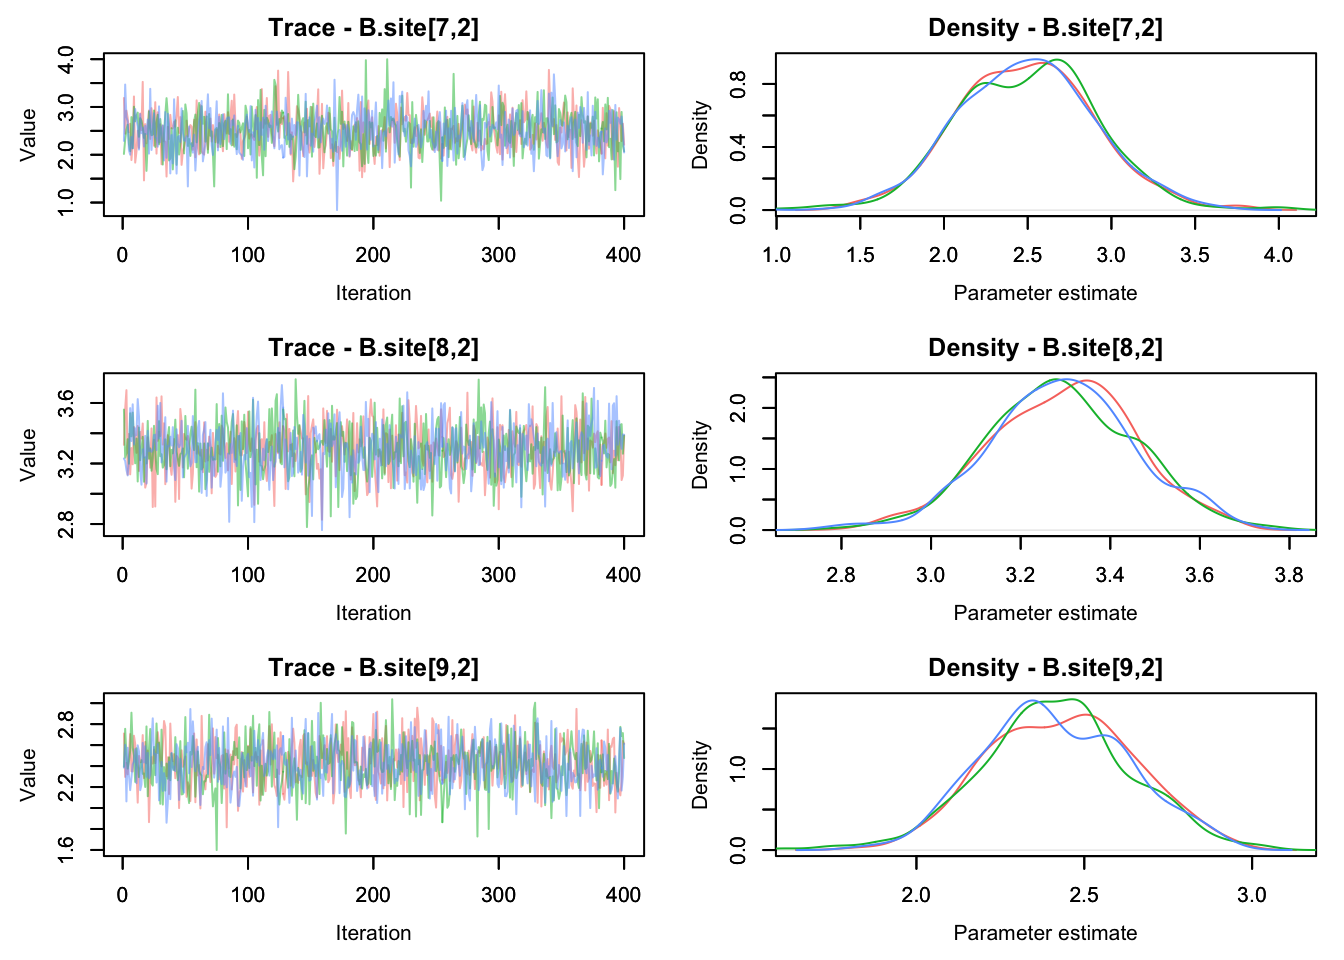 Trace - B.site[7,2]
Value
4.0
3.0
2.0
1.0
0 100 200 300 400
Iteration
Density - B.site[7,2]
Density
0.8
0.4
0.0
1.0 1.5 2.0 2.5 3.0 3.5 4.0
Parameter estimate
Trace - B.site[8,2]
Value
3.6
3.2
2.8
0 100 200 300 400
Iteration
Density - B.site[8,2]
Density
2.0
1.0
0.0
2.8 3.0 3.2 3.4 3.6 3.8
Parameter estimate
Trace - B.site[9,2]
Value
2.8
2.2
1.6
0 100 200 300 400
Iteration
Density - B.site[9,2]
Density
1.0
0.0
2.0 2.5 3.0
Parameter estimate